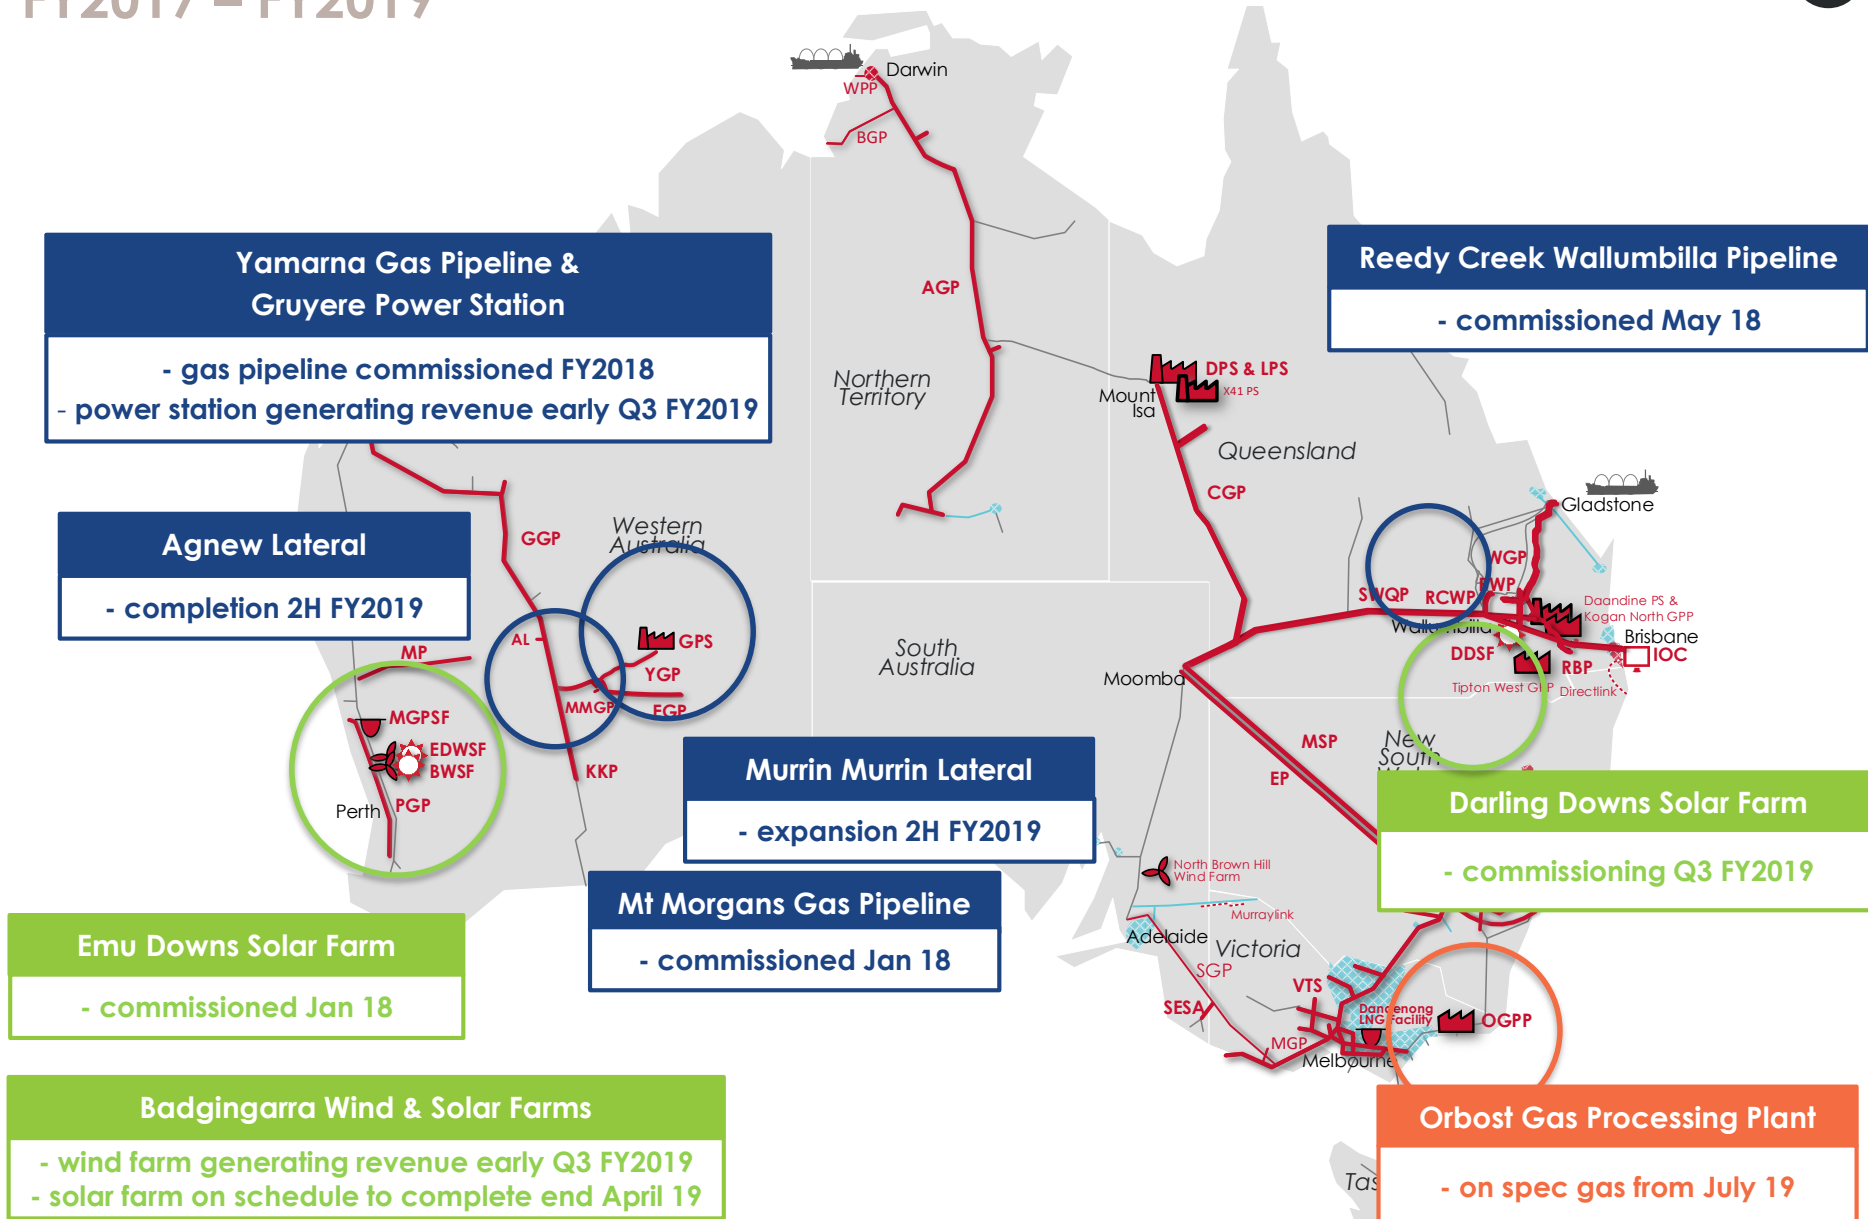 FY2017 – FY2019
Darwin
WPP
BGP
Yamarna Gas Pipeline &
Gruyere Power Station
- gas pipeline commissioned FY2018
- power station generating revenue early Q3 FY2019
Reedy Creek Wallumbilla Pipeline
- commissioned May 18
AGP
Northern
Territory
DPS & LPS
X41 PS
Mount
Isa
Queensland
CGP
Gladstone
Agnew Lateral
- completion 2H FY2019
GGP
Western
Australia
WGP
RWP
SWQP
RCWP
Daandine PS &
Kogan North GPP
Wallumbilla
Brisbane
IOC
DDSF
RBP
Tipton West GPP
Directlink
AL
GPS
YGP
MMGP
EGP
MP
South
Australia
Moomba
MGPSF
EDWSF
BWSF
KKP
Perth
PGP
MSP
EP
New
South
Murrin Murrin Lateral
- expansion 2H FY2019
Darling Downs Solar Farm
- commissioning Q3 FY2019
Mt Morgans Gas Pipeline
- commissioned Jan 18
North Brown Hill
Wind Farm
Murraylink
Adelaide
Victoria
SGP
SESA
VTS
Dandenong
LNG Facility
OGPP
MGP
Melbourne
Emu Downs Solar Farm
- commissioned Jan 18
Badgingarra Wind & Solar Farms
- wind farm generating revenue early Q3 FY2019
- solar farm on schedule to complete end April 19
Orbost Gas Processing Plant
- on spec gas from July 19
Tas